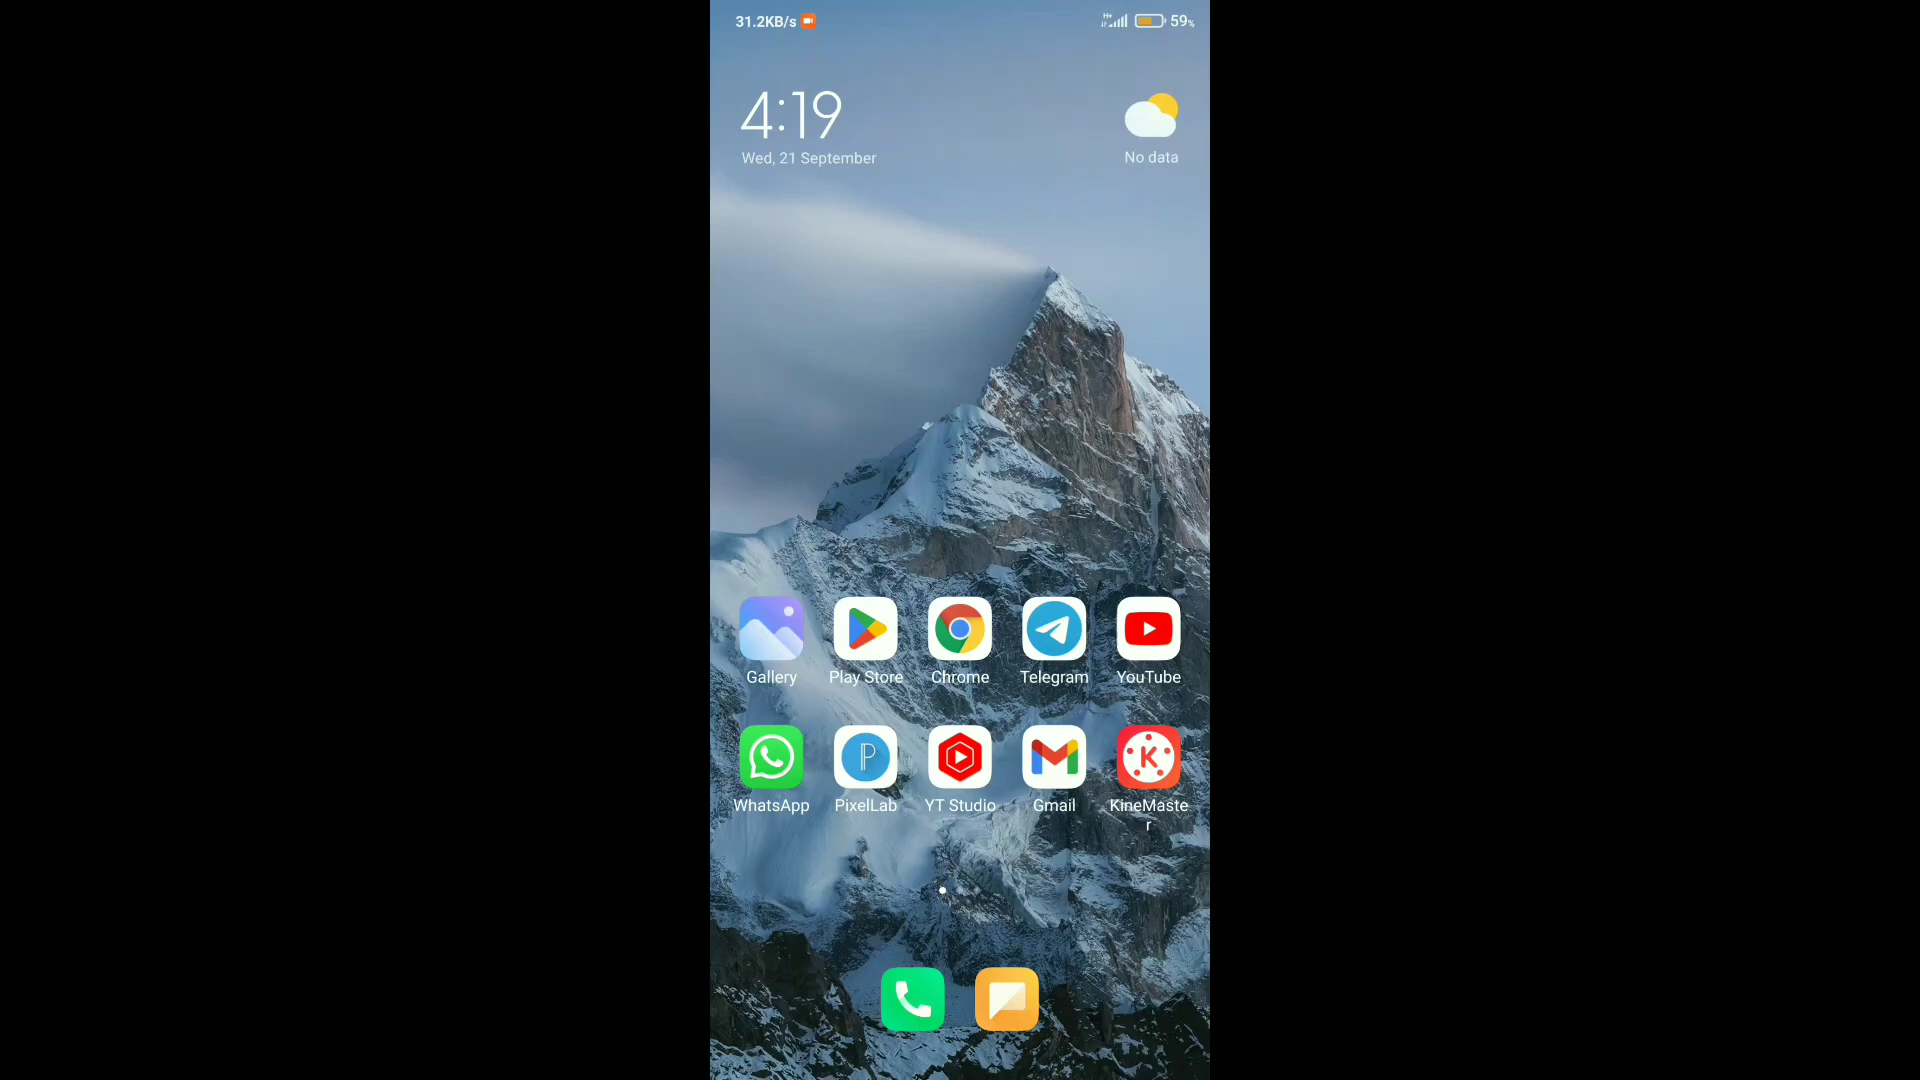 31.2KB/s
H+
59%
4:19
Wed, 21 September
No data
Gallery
Play Store
Chrome
Telegram
YouTube
P
K
WhatsApp
PixelLab
YT Studio
Gmail
KineMaste
r